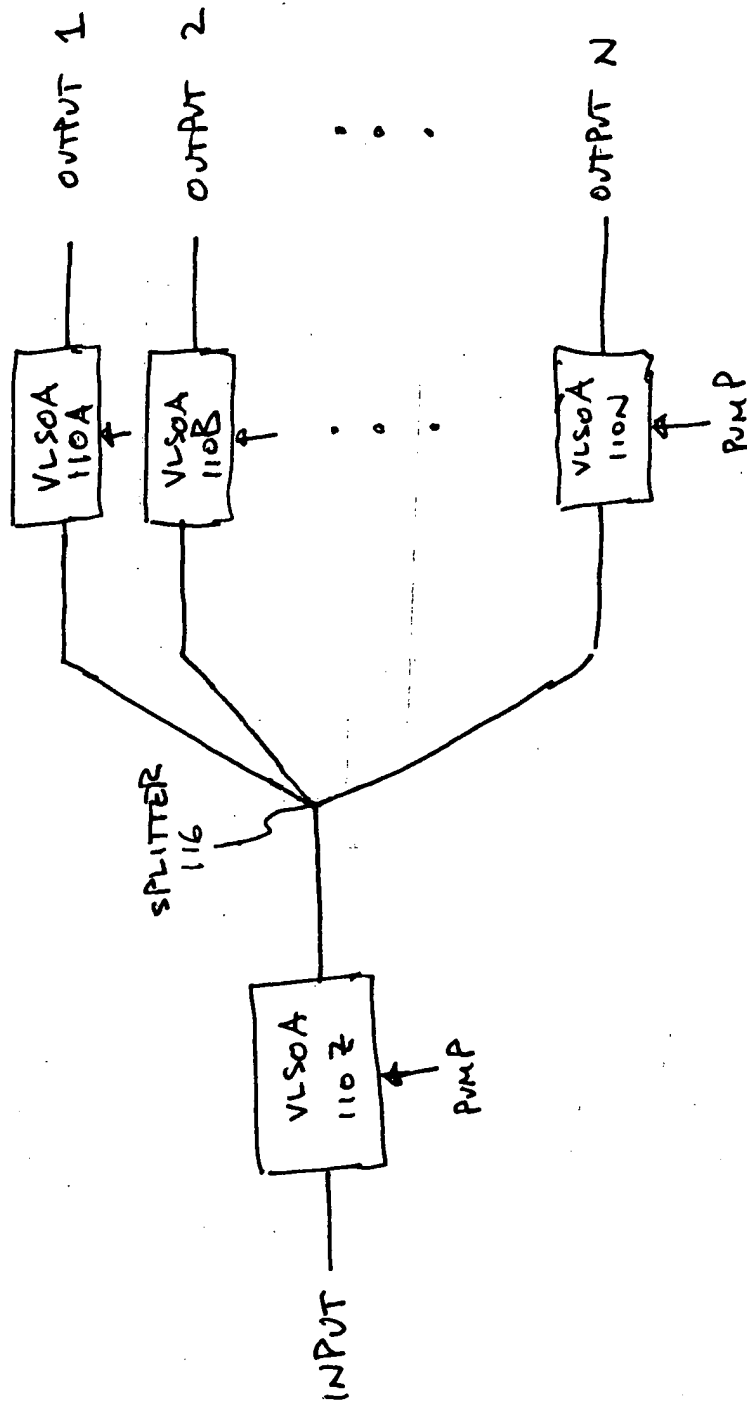 INPUT
VLSOA
110Z
PUMP
SPLITTER
116
VLSOA
110A
OUTPUT 1
VLSOA
110B
OUTPUT 2
VLSOA
110N
PUMP
OUTPUT N